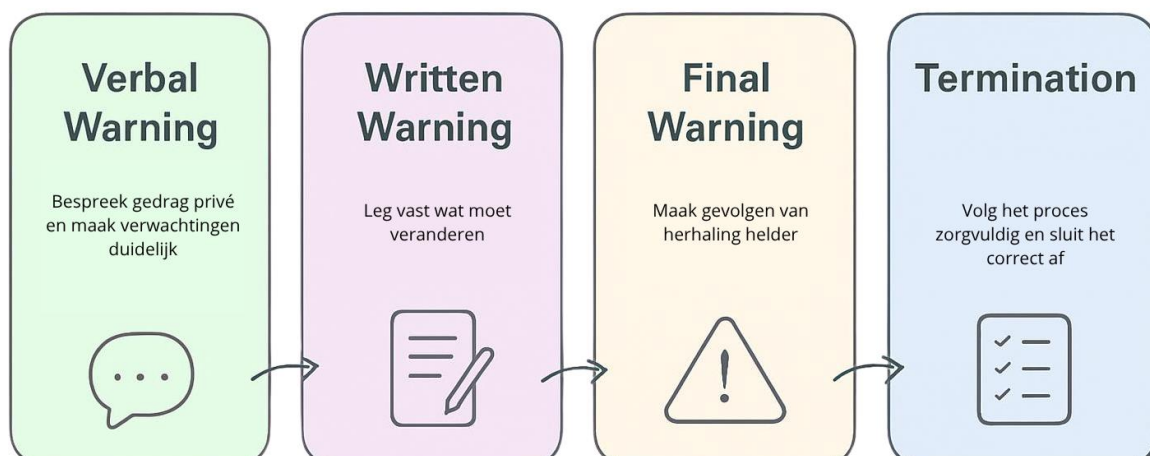 Verbal
Warning
Bespreek gedrag privé
en maak verwachtingen
duidelijk
Written
Warning
Leg vast wat moet
veranderen
Final
Warning
Maak gevolgen van
herhaling helder
Termination
Volg het proces
zorgvuldig en sluit het
correct af